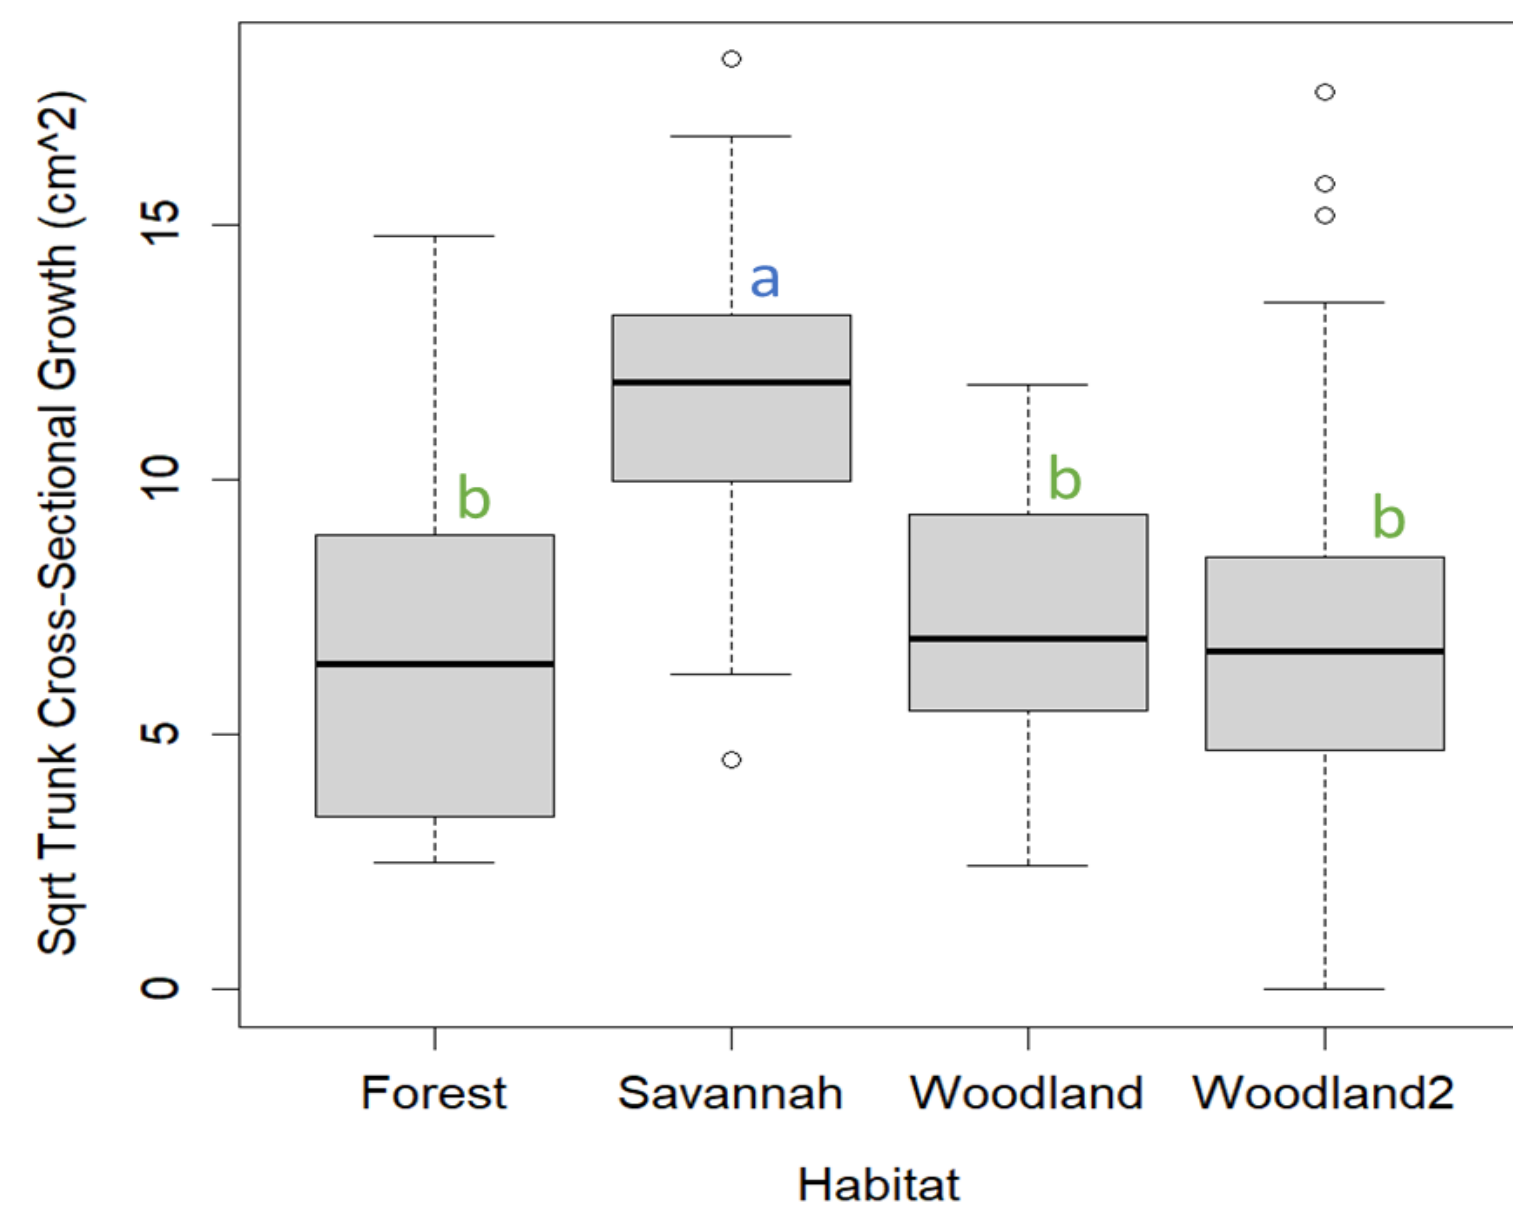 Sqrt Trunk Cross-Sectional Growth (cm^2)
15
10
5
0
a
b
b
b
Forest Savannah Woodland Woodland2
Habitat